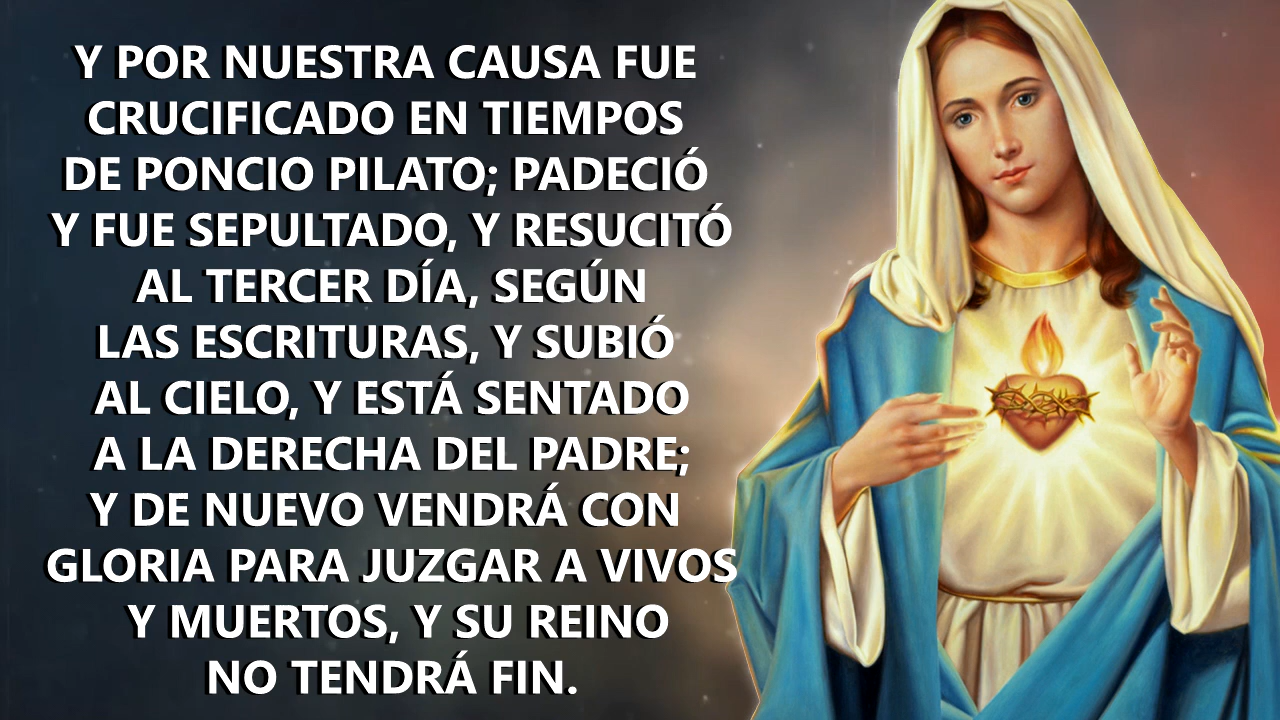 Y POR NUESTRA CAUSA FUE
CRUCIFICADO EN TIEMPOS
DE PONCIO PILATO; PADECIÓ
Y FUE SEPULTADO, Y RESUCITÓ
AL TERCER DÍA, SEGÚN
LAS ESCRITURAS, Y SUBIÓ
AL CIELO, Y ESTÁ SENTADO
A LA DERECHA DEL PADRE;
Y DE NUEVO VENDRÁ CON
GLORIA PARA JUZGAR A VIVOS
Y MUERTOS, Y SU REINO
NO TENDRÁ FIN.